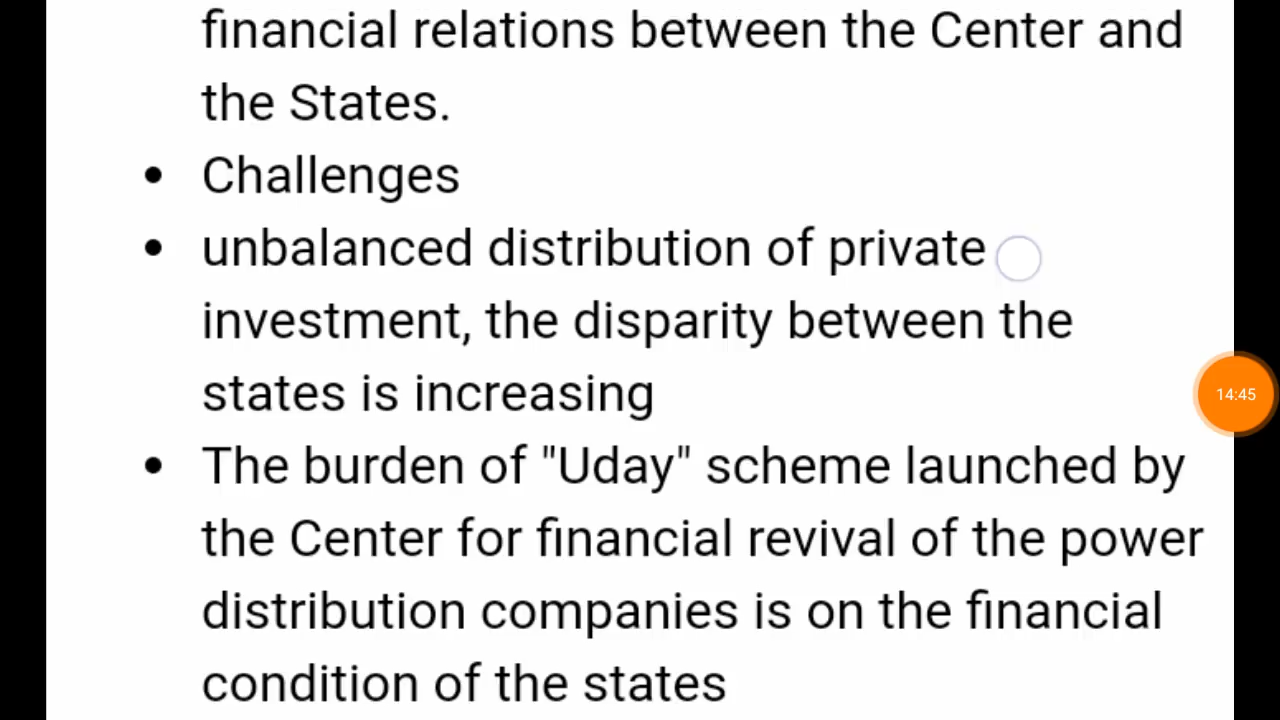 financial relations between the Center and
the States.
• Challenges
• unbalanced distribution of private
investment, the disparity between the
states is increasing
14:45
• The burden of "Uday" scheme launched by
the Center for financial revival of the power
distribution companies is on the financial
condition of the states